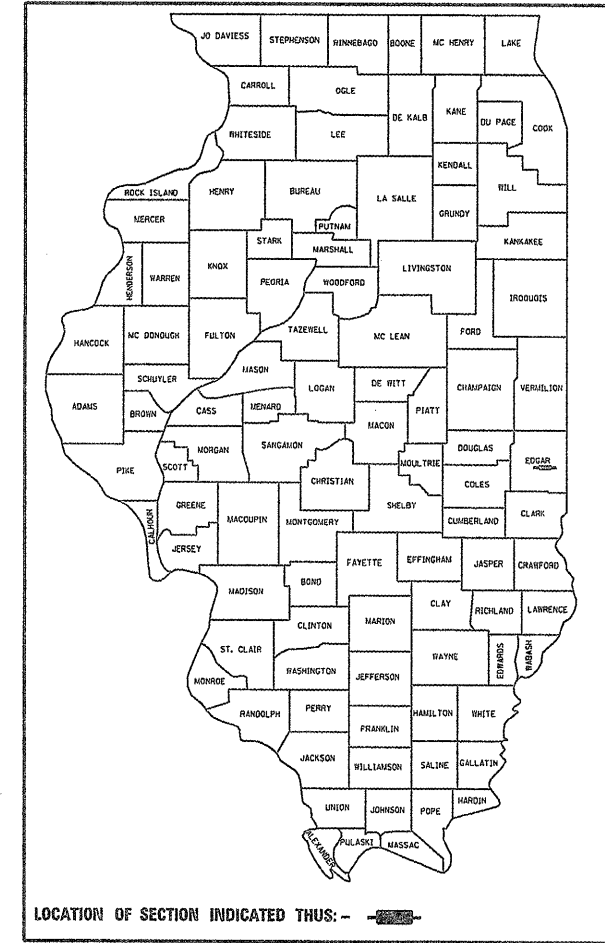 JO DAVIESS STEPHENSON WINNEBAGO BOONE MC HENRY LAKE
CARROLL OGLE DE KALB KANE DU PAGE COOK
WHITESIDE LEE KENDALL WILL
ROCK ISLAND HENRY BUREAU LA SALLE GRUNDY
MERCER STARK PUTNAM KANKAKEE
HENDERSON WARREN KNOX MARSHALL LIVINGSTON
PEORIA WOODFORD IROQUOIS
HANCOCK MC DONOUGH FULTON TAZEWELL MC LEAN FORD
SCHUYLER MASON LOGAN DE WITT CHAMPAIGN VERMILION
ADAMS BROWN CASS MENARD MACON PIATT
PIKE SCOTT MORGAN SANGAMON MOULTRIE DOUGLAS EDGAR
CHRISTIAN COLES
CALHOUN GREENE MACOUPIN MONTGOMERY SHELBY CUMBERLAND CLARK
JERSEY FAYETTE EFFINGHAM JASPER CRAWFORD
MADISON BOND CLAY RICHLAND LAWRENCE
CLINTON MARION
ST. CLAIR WAYNE EDWARDS WABASH
MONROE WASHINGTON JEFFERSON
RANDOLPH PERRY HAMILTON WHITE
FRANKLIN
JACKSON WILLIAMSON SALINE GALLATIN
UNION JOHNSON POPE HARDIN
ALEXANDER PULASKI MASSAC
LOCATION OF SECTION INDICATED THUS: -